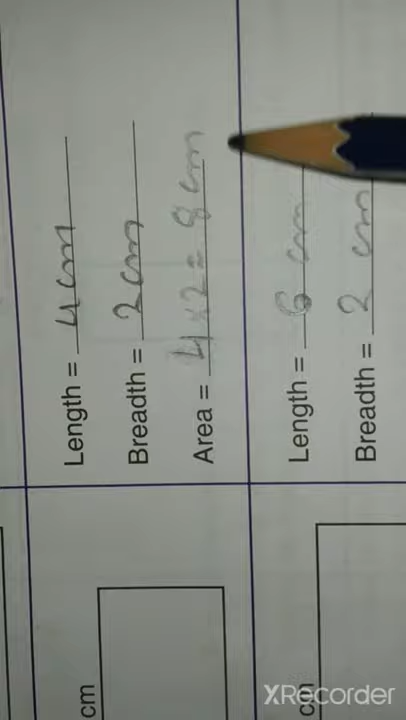 Length = 4 cm
Breadth = 2 cm
Area = 4 x 2 = 8 cm
cm
Length = 6 cm
Breadth = 2 cm
cm
XRecorder